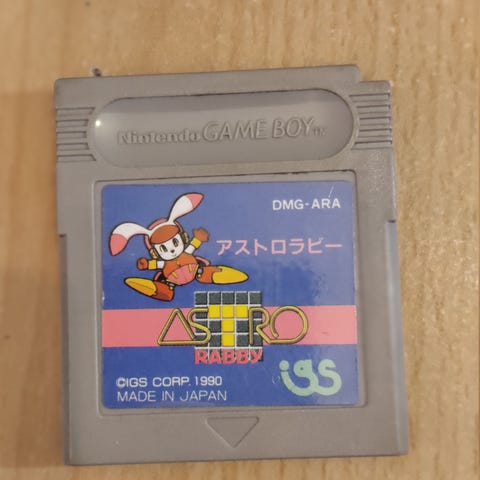 Nintendo GAME BOY TM
DMG-ARA
アストロラビー
ASTRO
RABBY
igs
©IGS CORP. 1990
MADE IN JAPAN